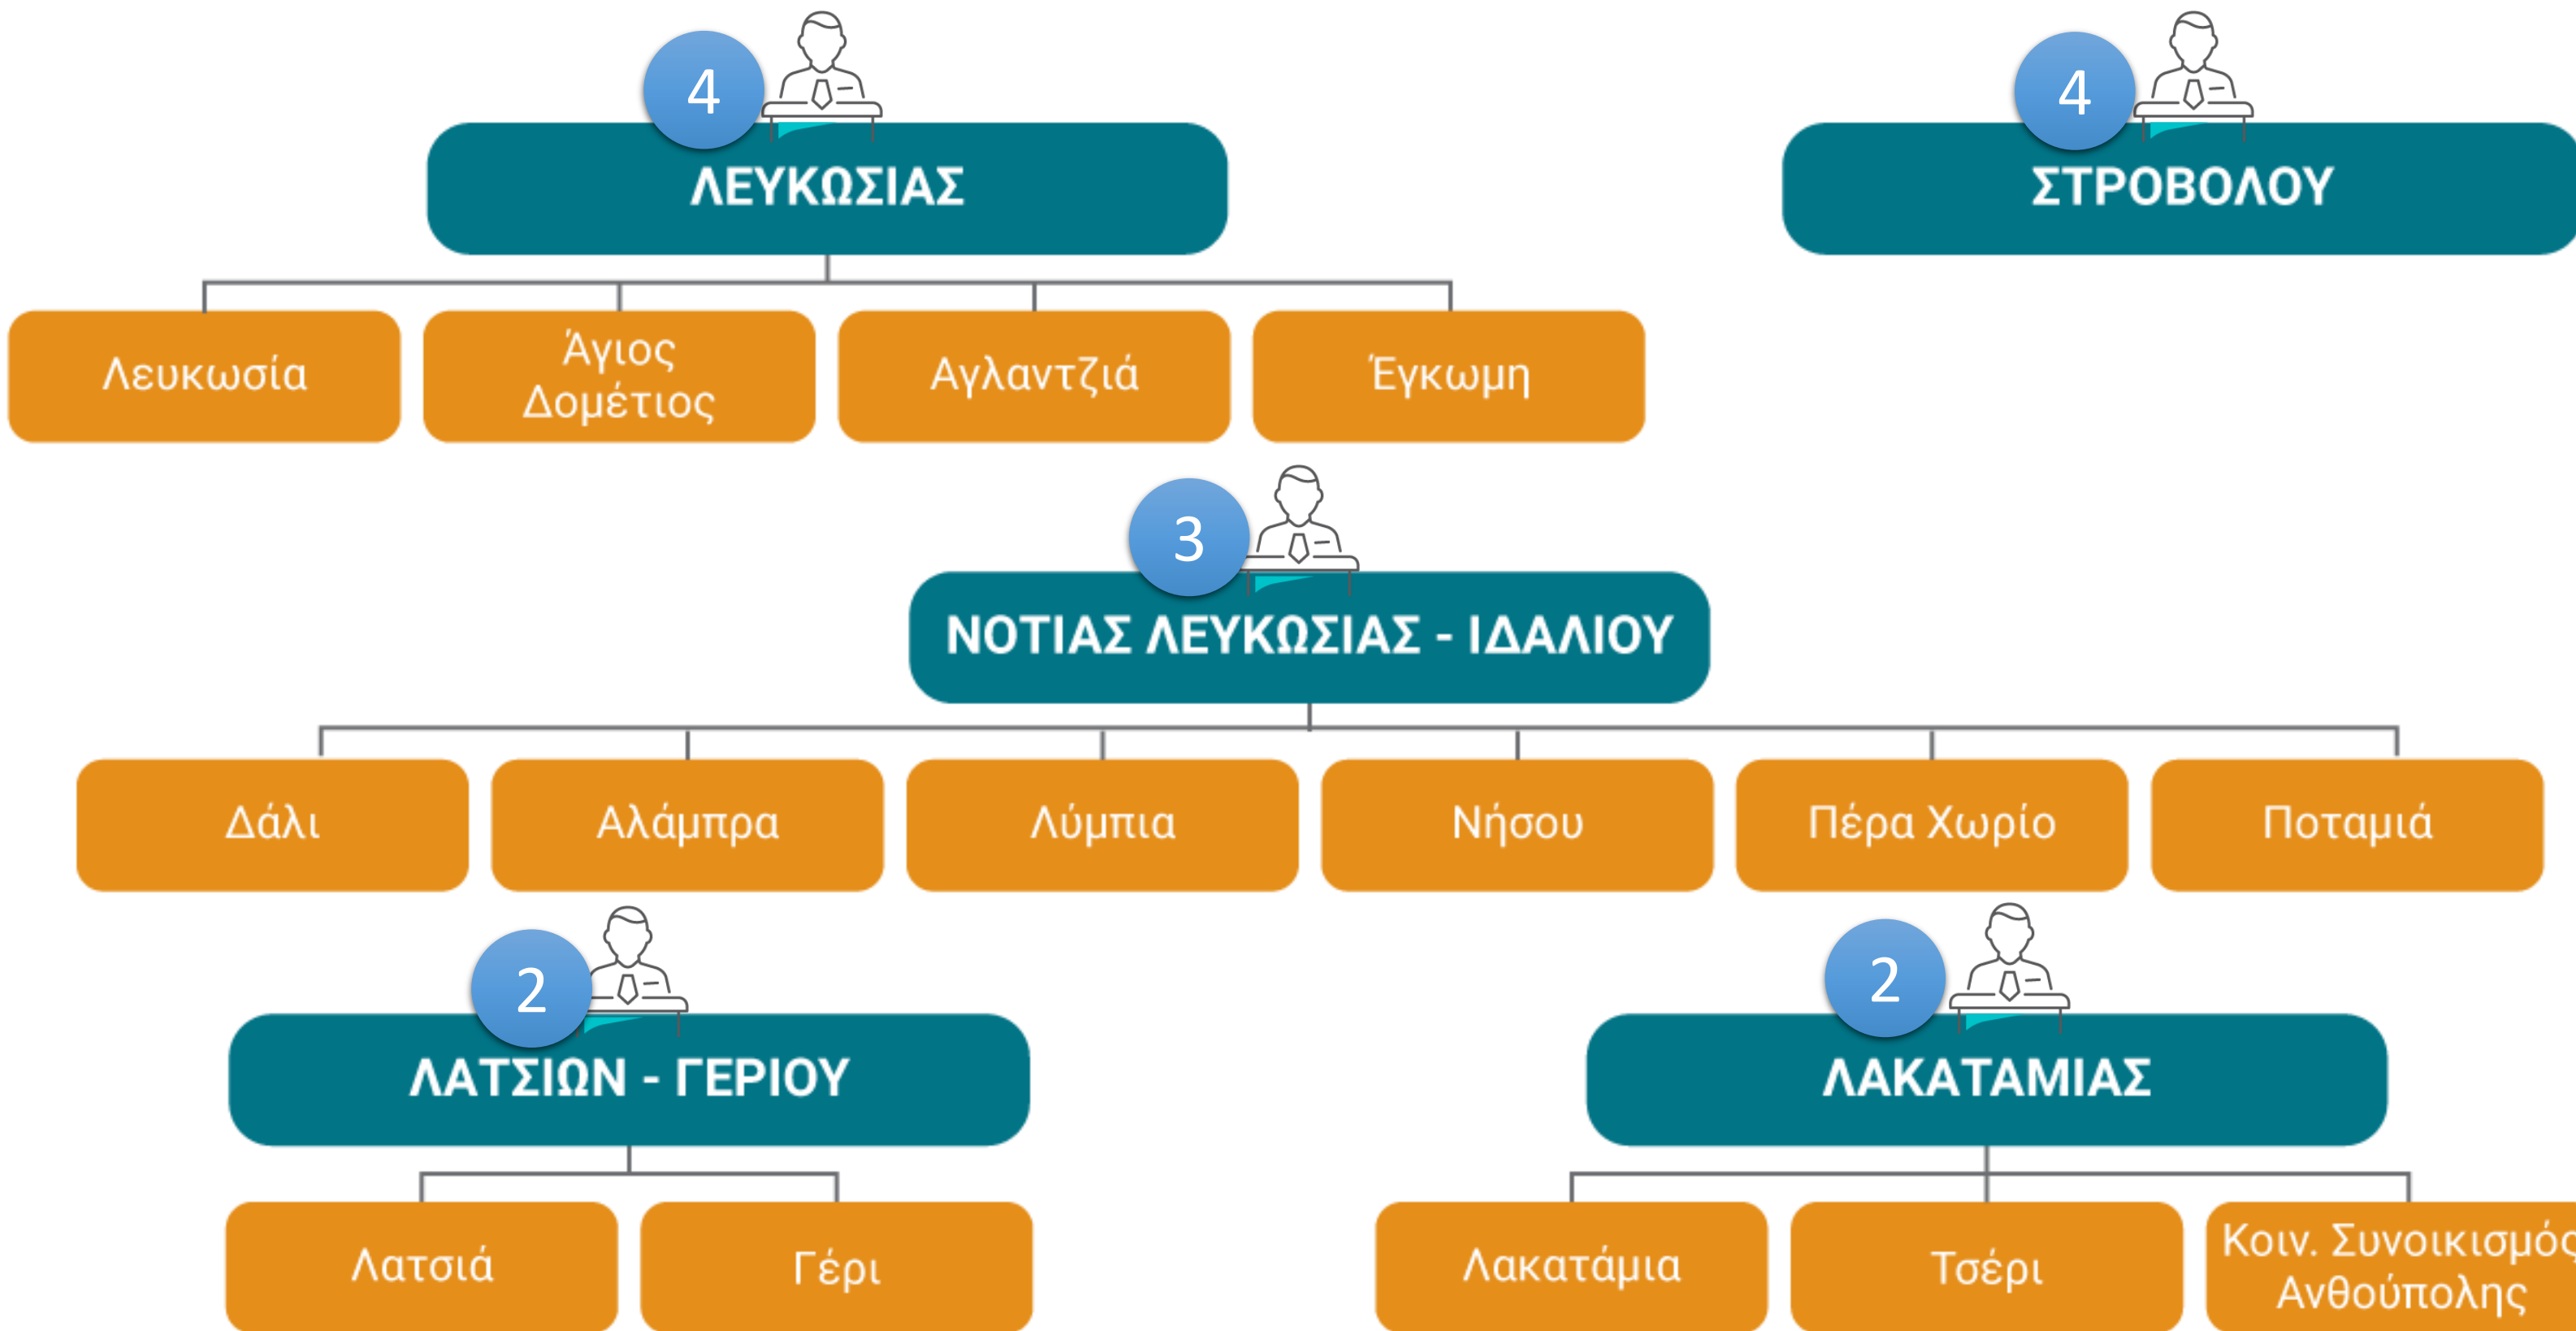 4
4
ΛΕΥΚΩΣΙΑΣ
ΣΤΡΟΒΟΛΟΥ
Λευκωσία
Άγιος
Δομέτιος
Αγλαντζιά
Έγκωμη
3
ΝΟΤΙΑΣ ΛΕΥΚΩΣΙΑΣ - ΙΔΑΛΙΟΥ
Δάλι
Αλάμπρα
Λύμπια
Νήσου
Πέρα Χωρίο
Ποταμιά
2
2
ΛΑΤΣΙΩΝ - ΓΕΡΙΟΥ
ΛΑΚΑΤΑΜΙΑΣ
Λατσιά
Γέρι
Λακατάμια
Τσέρι
Κοιν. Συνοικισμός
Ανθούπολης